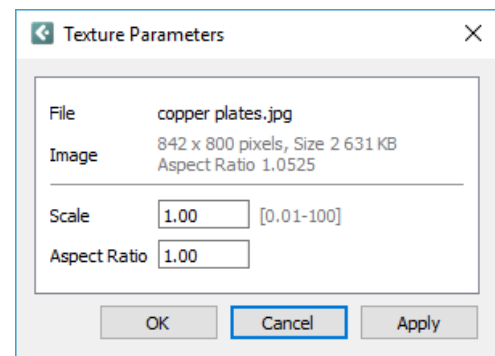 Texture Parameters
File copper plates.jpg
Image 842 x 800 pixels, Size 2 631 KB
Aspect Ratio 1.0525
Scale 1.00 [0.01-100]
Aspect Ratio 1.00
OK Cancel Apply